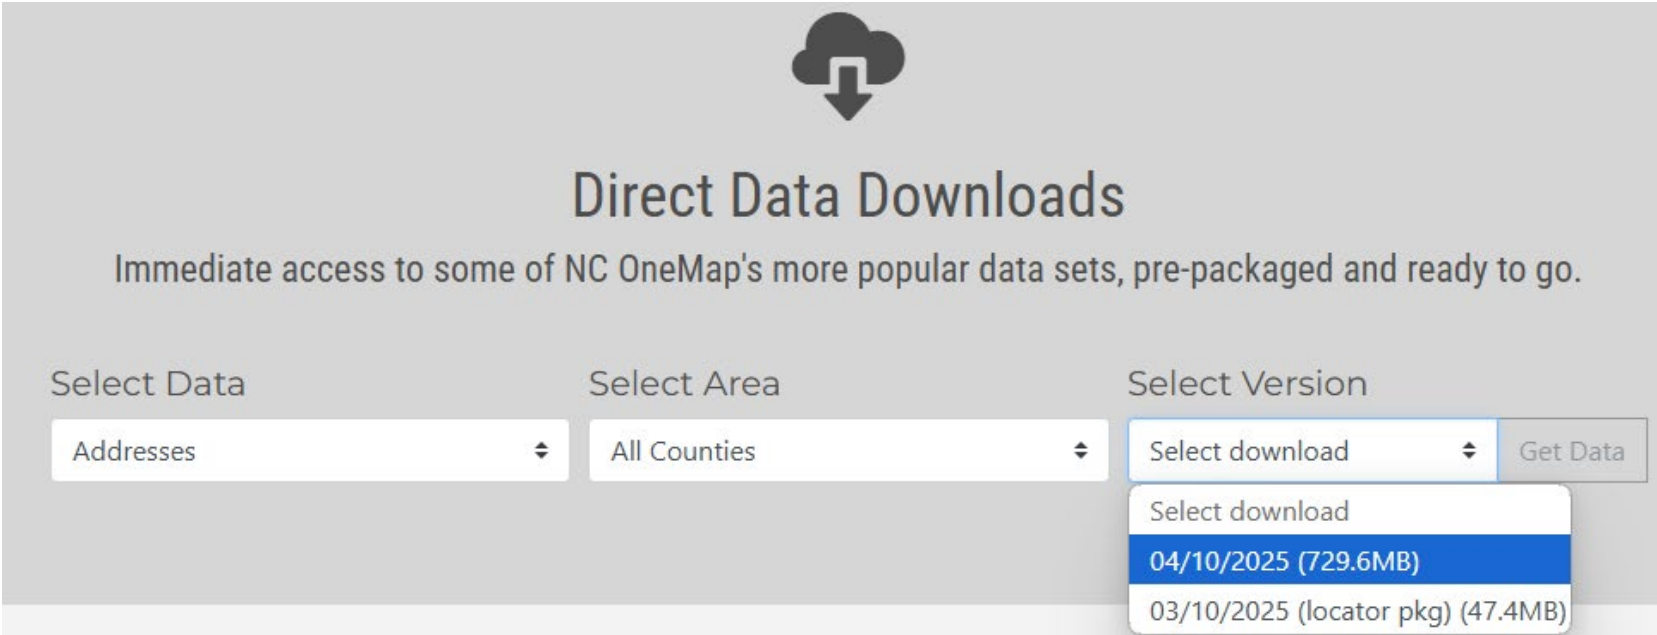 Direct Data Downloads
Immediate access to some of NC OneMap's more popular data sets, pre-packaged and ready to go.
Select Data
Select Area
Select Version
Addresses
All Counties
Select download
Get Data
Select download
04/10/2025 (729.6MB)
03/10/2025 (locator pkg) (47.4MB)